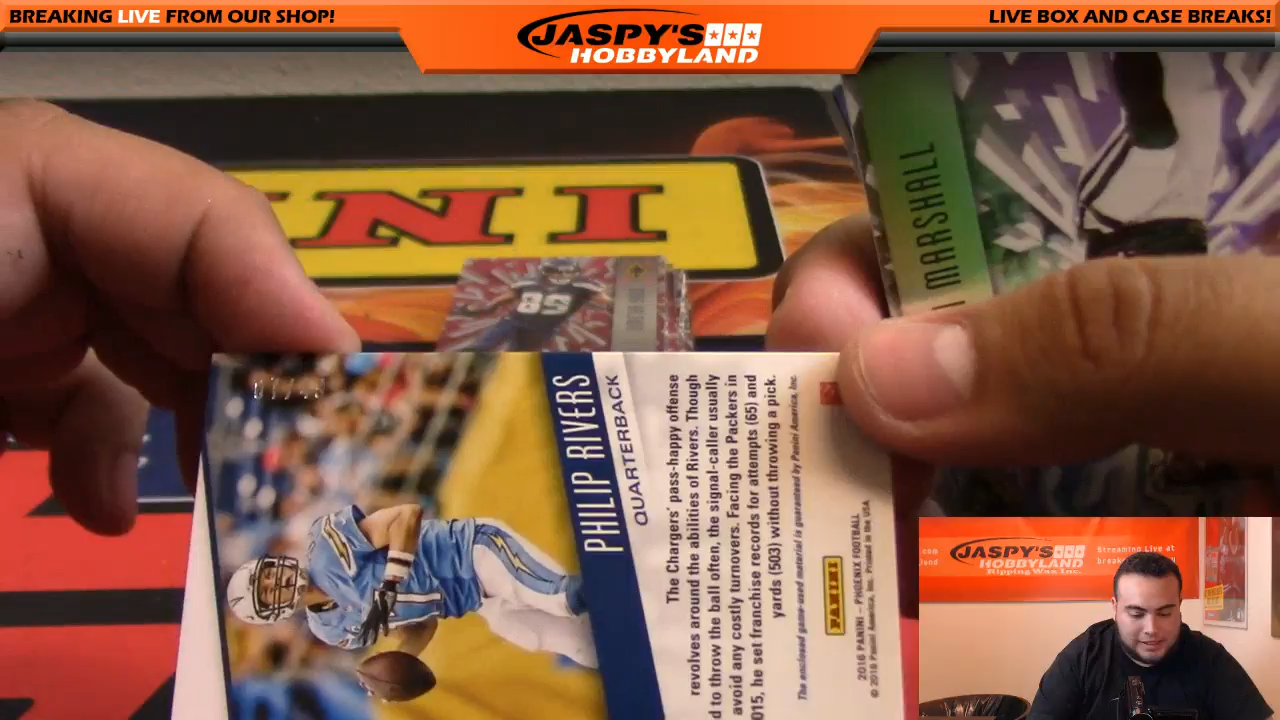 BREAKING LIVE FROM OUR SHOP!
JASPY'S
HOBBYLAND
LIVE BOX AND CASE BREAKS!
INI
MARSHALL
89
PHILIP RIVERS
QUARTERBACK
The Chargers' pass-happy offense
revolves around the abilities of Rivers. Though
d to throw the ball often, the signal-caller usually
avoid any costly turnovers. Facing the Packers in
015, he set franchise records for attempts (65) and
yards (503) without throwing a pick.
The enclosed game-used material is guaranteed by Panini America, Inc.
PANINI
2016 PANINI – PHOENIX FOOTBALL
© 2016 Panini America, Inc. Printed in the USA
JASPY'S
HOBBYLAND
Ripping Wax Inc.
Streaming Live at